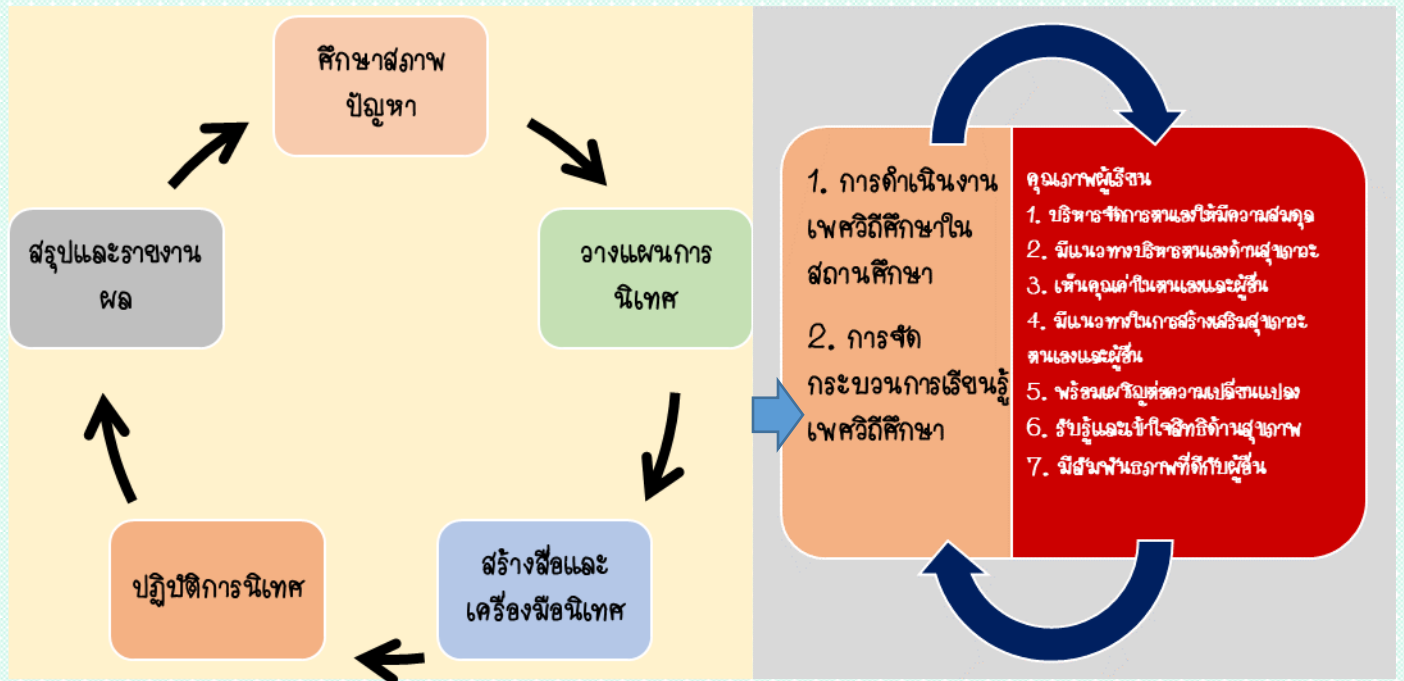 ศึกษาสภาพ
ปัญหา
วางแผนการ
นิเทศ
สร้างสื่อและ
เครื่องมือนิเทศ
ปฏิบัติการนิเทศ
สรุปและรายงาน
ผล
1. การดำเนินงาน
เพศวิถีศึกษาใน
สถานศึกษา
2. การจัด
กระบวนการเรียนรู้
เพศวิถีศึกษา
คุณภาพผู้เรียน
1. บริหารจัดการตนเองให้มีความสมดุล
2. มีแนวทางบริหารตนเองด้านสุขภาวะ
3. เห็นคุณค่าในตนเองและผู้อื่น
4. มีแนวทางในการสร้างเสริมสุขภาวะ
ตนเองและผู้อื่น
5. พร้อมเผชิญต่อความเปลี่ยนแปลง
6. รับรู้และเข้าใจสิทธิด้านสุขภาพ
7. มีสัมพันธภาพที่ดีกับผู้อื่น